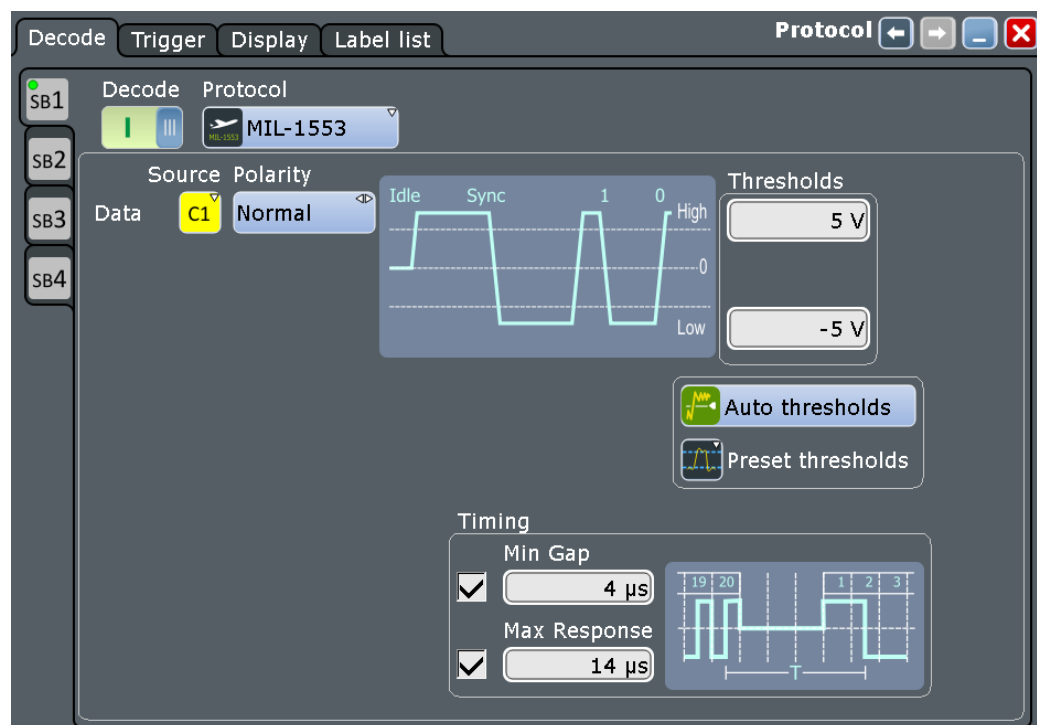 Decode Trigger Display Label list Protocol
SB1 Decode Protocol
MIL-1553 MIL-1553
SB2
Source Polarity Thresholds
Idle Sync 1 0
SB3 Data C1 Normal High 5 V
0
SB4
Low -5 V
Auto thresholds
Preset thresholds
Timing
Min Gap
4 µs 19 20 1 2 3
Max Response
14 µs T